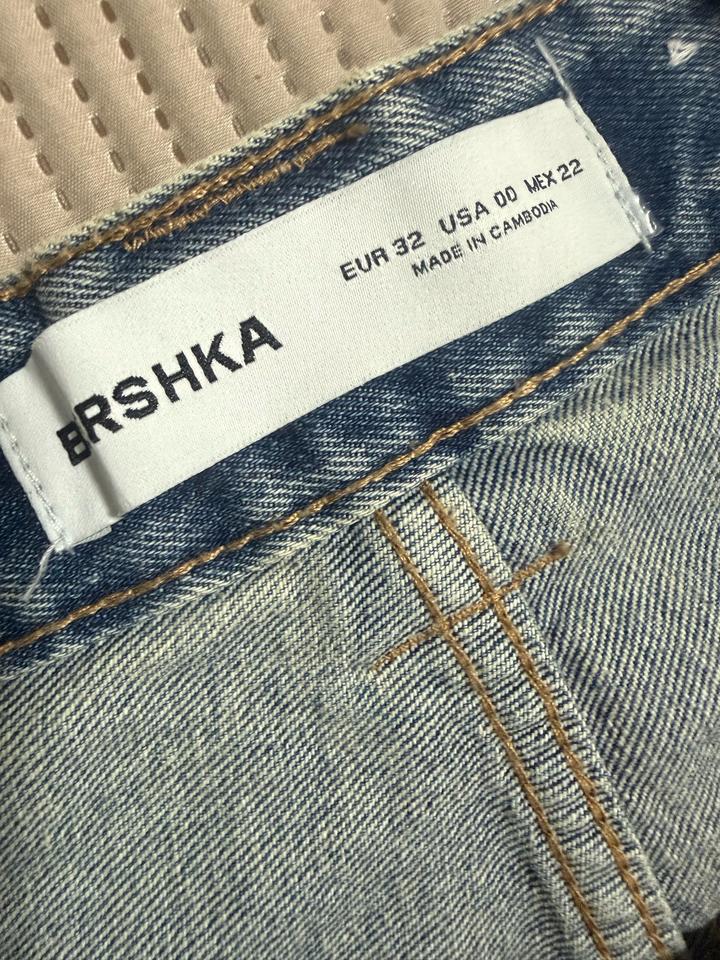 BRSHKA
EUR 32 USA 00 MEX 22
MADE IN CAMBODIA